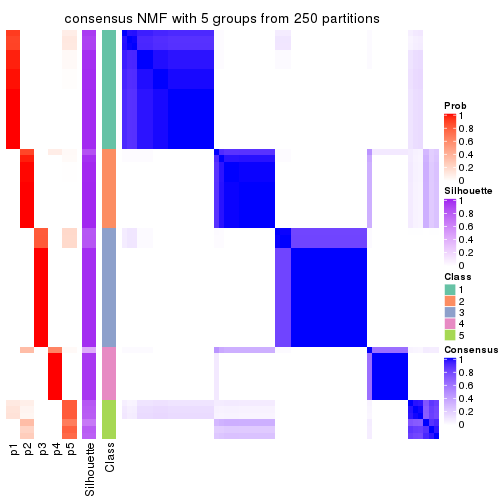 consensus NMF with 5 groups from 250 partitions
Prob
1
0.8
0.6
0.4
0.2
0
Silhouette
1
0.8
0.6
0.4
0.2
0
Class
1
2
3
4
5
Consensus
1
0.8
0.6
0.4
0.2
0
p1
p2
p3
p4
p5
Silhouette
Class